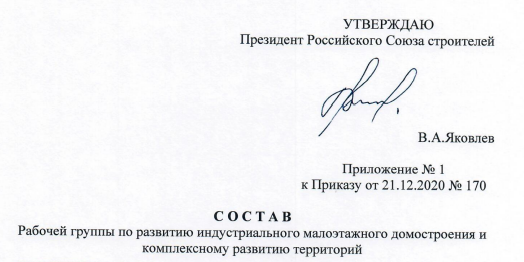 УТВЕРЖДАЮ
Президент Российского Союза строителей
В.А.Яковлев
Приложение № 1
к Приказу от 21.12.2020 № 170
С О С Т А В
Рабочей группы по развитию индустриального малоэтажного домостроения и
комплексному развитию территорий